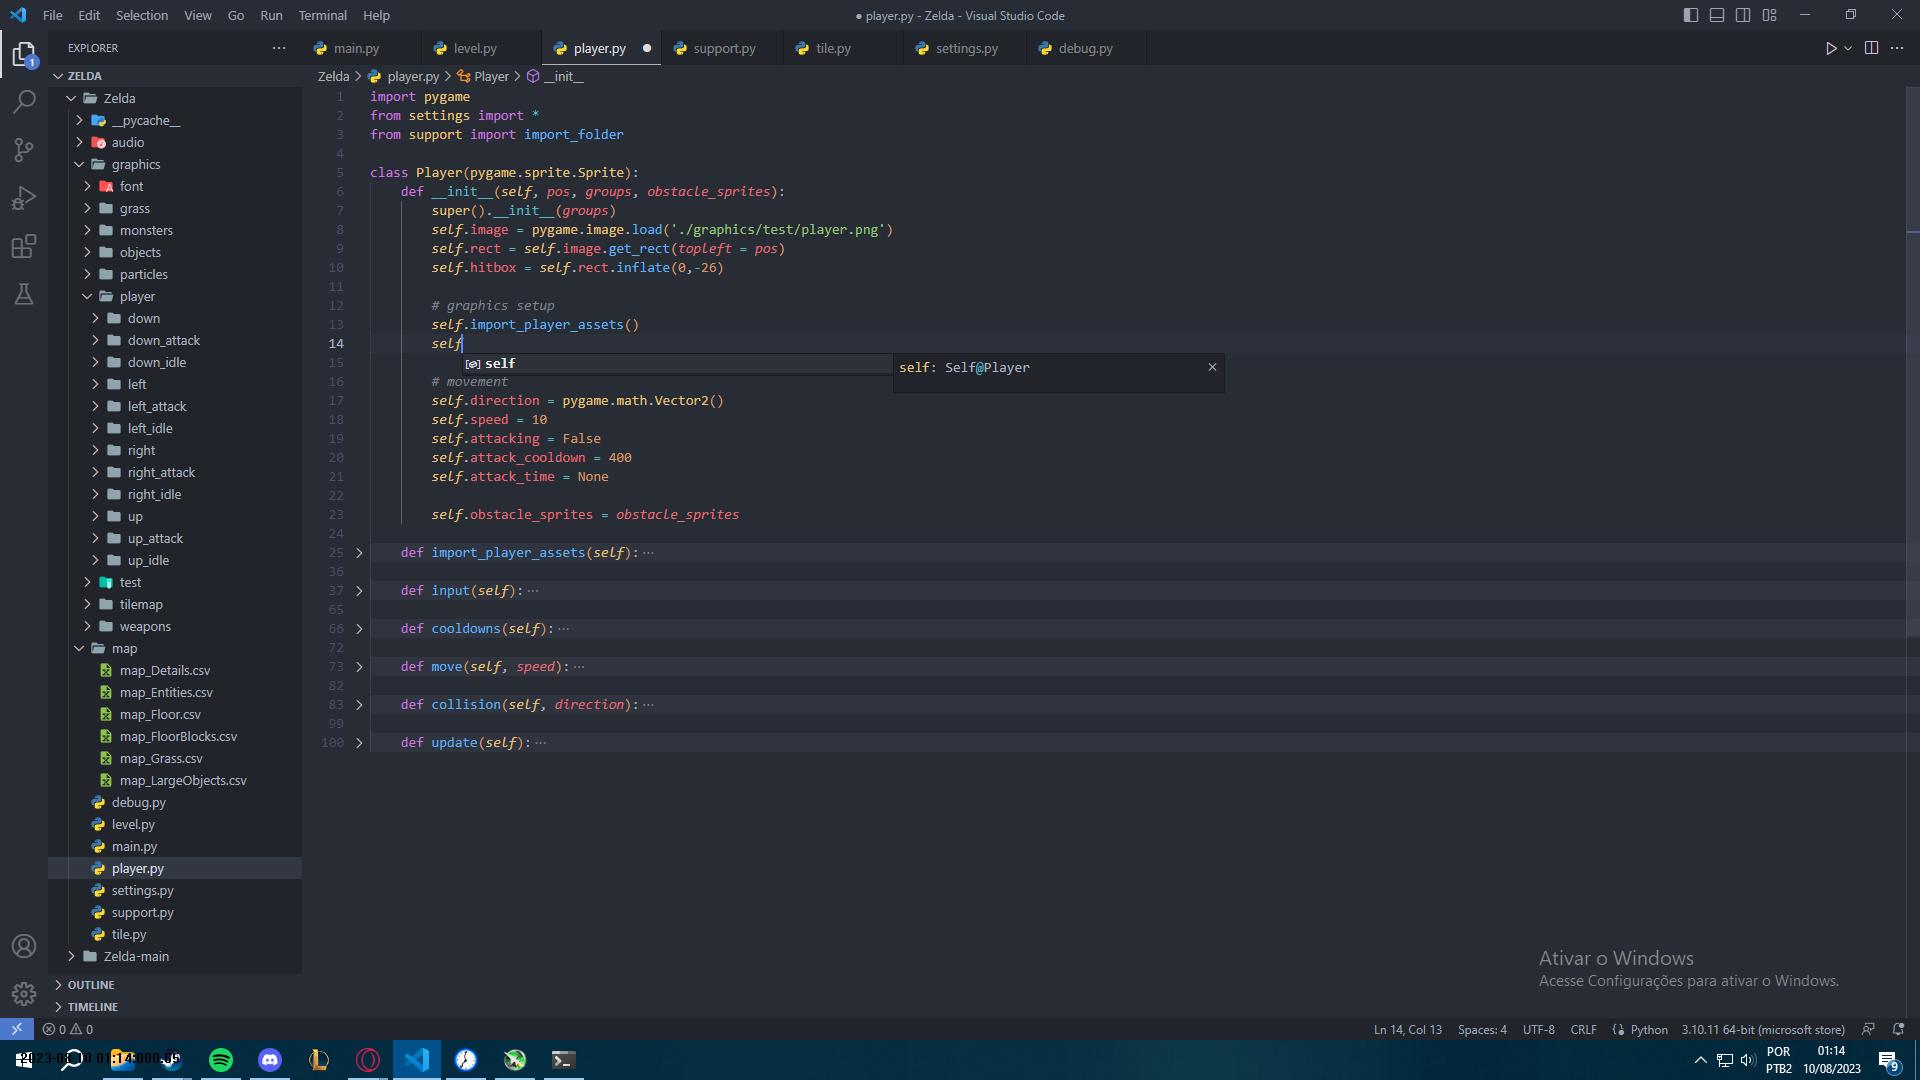 File Edit Selection View Go Run Terminal Help
● player.py - Zelda - Visual Studio Code
EXPLORER
main.py level.py player.py support.py tile.py settings.py debug.py
ZELDA
Zelda > player.py > Player > __init__
Zelda
__pycache__
audio
graphics
font
grass
monsters
objects
particles
player
down
down_attack
down_idle
left
left_attack
left_idle
right
right_attack
right_idle
up
up_attack
up_idle
test
tilemap
weapons
map
map_Details.csv
map_Entities.csv
map_Floor.csv
map_FloorBlocks.csv
map_Grass.csv
map_LargeObjects.csv
debug.py
level.py
main.py
player.py
settings.py
support.py
tile.py
Zelda-main
OUTLINE
TIMELINE
1 import pygame
2 from settings import *
3 from support import import_folder
4
5 class Player(pygame.sprite.Sprite):
6 def __init__(self, pos, groups, obstacle_sprites):
7 super().__init__(groups)
8 self.image = pygame.image.load('./graphics/test/player.png')
9 self.rect = self.image.get_rect(topleft = pos)
10 self.hitbox = self.rect.inflate(0,-26)
11
12 # graphics setup
13 self.import_player_assets()
14 self
15 self
self: Self@Player
16 # movement
17 self.direction = pygame.math.Vector2()
18 self.speed = 10
19 self.attacking = False
20 self.attack_cooldown = 400
21 self.attack_time = None
22
23 self.obstacle_sprites = obstacle_sprites
24
25 def import_player_assets(self): ...
36
37 def input(self): ...
65
66 def cooldowns(self): ...
72
73 def move(self, speed): ...
82
83 def collision(self, direction): ...
99
100 def update(self): ...
Ativar o Windows
Acesse Configurações para ativar o Windows.
1
0 0
Ln 14, Col 13 Spaces: 4 UTF-8 CRLF Python 3.10.11 64-bit (microsoft store)
POR
PTB2
01:14
10/08/2023
9